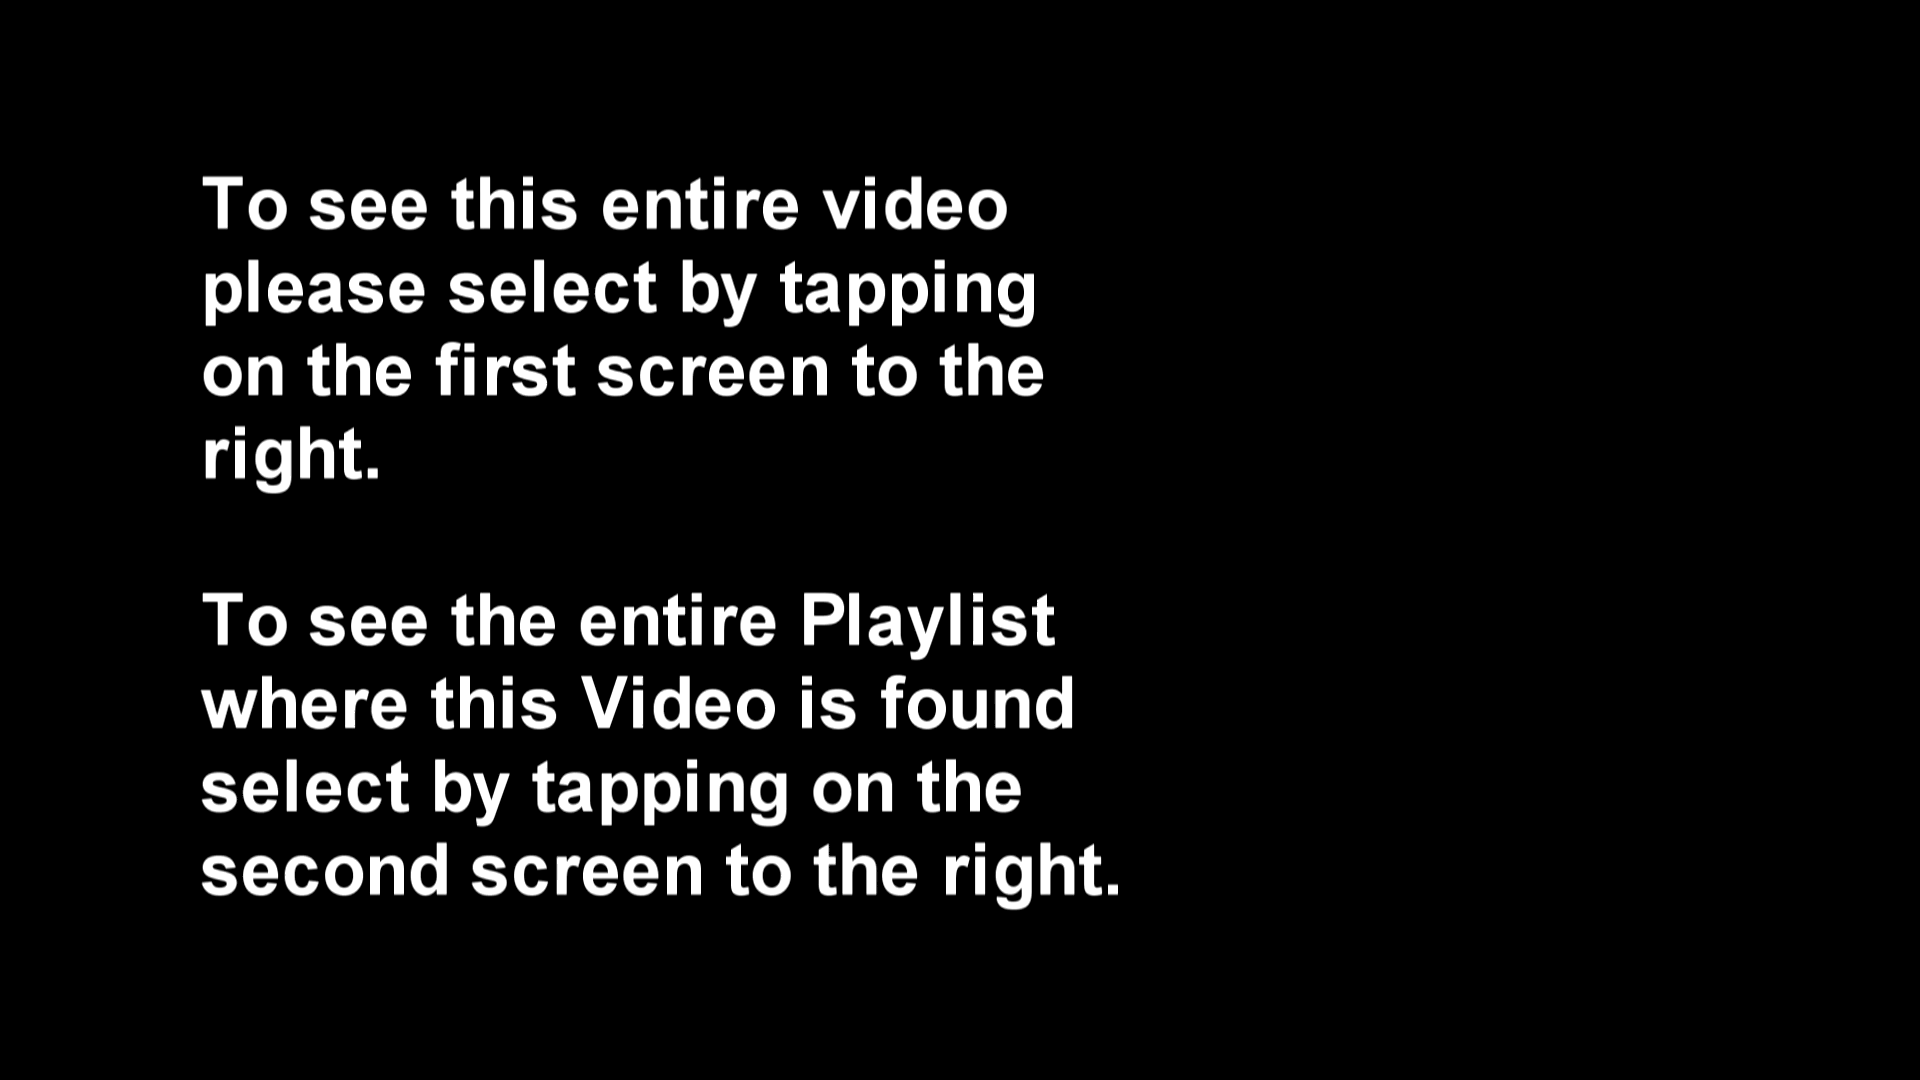 To see this entire video
please select by tapping
on the first screen to the
right.
To see the entire Playlist
where this Video is found
select by tapping on the
second screen to the right.